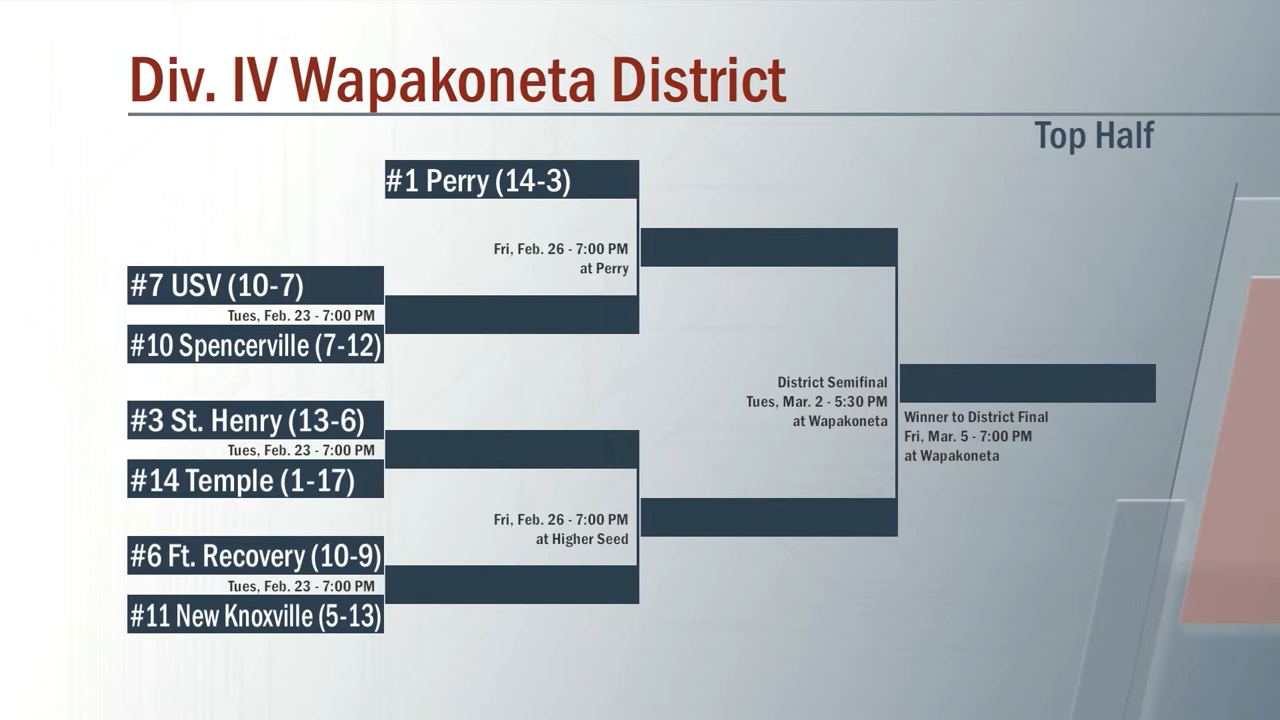 Div. IV Wapakoneta District
Top Half
#1 Perry (14-3)
Fri, Feb. 26 - 7:00 PM
at Perry
#7 USV (10-7)
Tues, Feb. 23 - 7:00 PM
#10 Spencerville (7-12)
#3 St. Henry (13-6)
Tues, Feb. 23 - 7:00 PM
#14 Temple (1-17)
Fri, Feb. 26 - 7:00 PM
at Higher Seed
#6 Ft. Recovery (10-9)
Tues, Feb. 23 - 7:00 PM
#11 New Knoxville (5-13)
District Semifinal
Tues, Mar. 2 - 5:30 PM
at Wapakoneta
Winner to District Final
Fri, Mar. 5 - 7:00 PM
at Wapakoneta